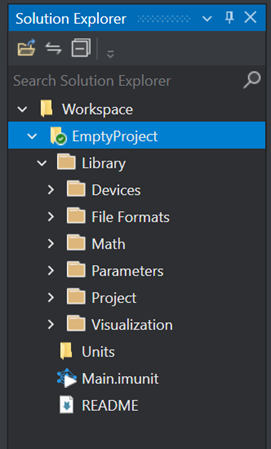 Solution Explorer
Search Solution Explorer
Workspace
EmptyProject
Library
Devices
File Formats
Math
Parameters
Project
Visualization
Units
Main.imunit
README